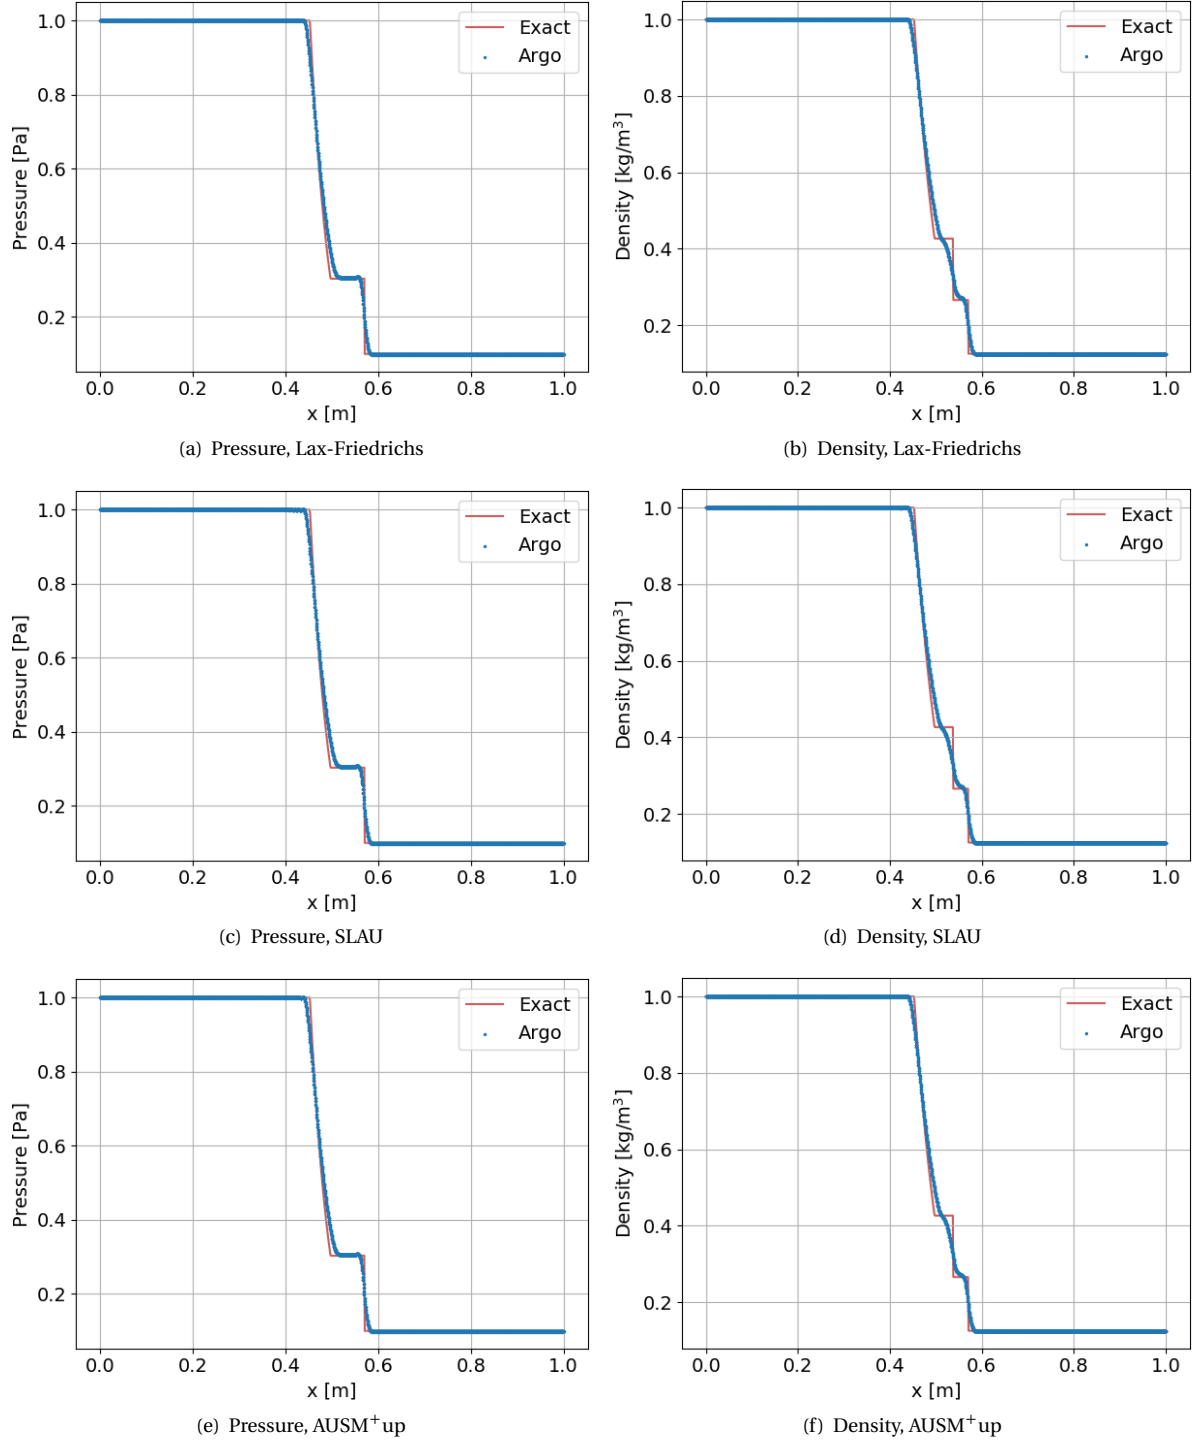 1.0
0.8
0.6
0.4
0.2
Pressure [Pa]
Exact
Argo
0.0 0.2 0.4 0.6 0.8 1.0
x [m]
(a) Pressure, Lax-Friedrichs
1.0
0.8
0.6
0.4
0.2
Density [kg/m³]
Exact
Argo
0.0 0.2 0.4 0.6 0.8 1.0
x [m]
(b) Density, Lax-Friedrichs
1.0
0.8
0.6
0.4
0.2
Pressure [Pa]
Exact
Argo
0.0 0.2 0.4 0.6 0.8 1.0
x [m]
(c) Pressure, SLAU
1.0
0.8
0.6
0.4
0.2
Density [kg/m³]
Exact
Argo
0.0 0.2 0.4 0.6 0.8 1.0
x [m]
(d) Density, SLAU
1.0
0.8
0.6
0.4
0.2
Pressure [Pa]
Exact
Argo
0.0 0.2 0.4 0.6 0.8 1.0
x [m]
(e) Pressure, AUSM⁺up
1.0
0.8
0.6
0.4
0.2
Density [kg/m³]
Exact
Argo
0.0 0.2 0.4 0.6 0.8 1.0
x [m]
(f) Density, AUSM⁺up